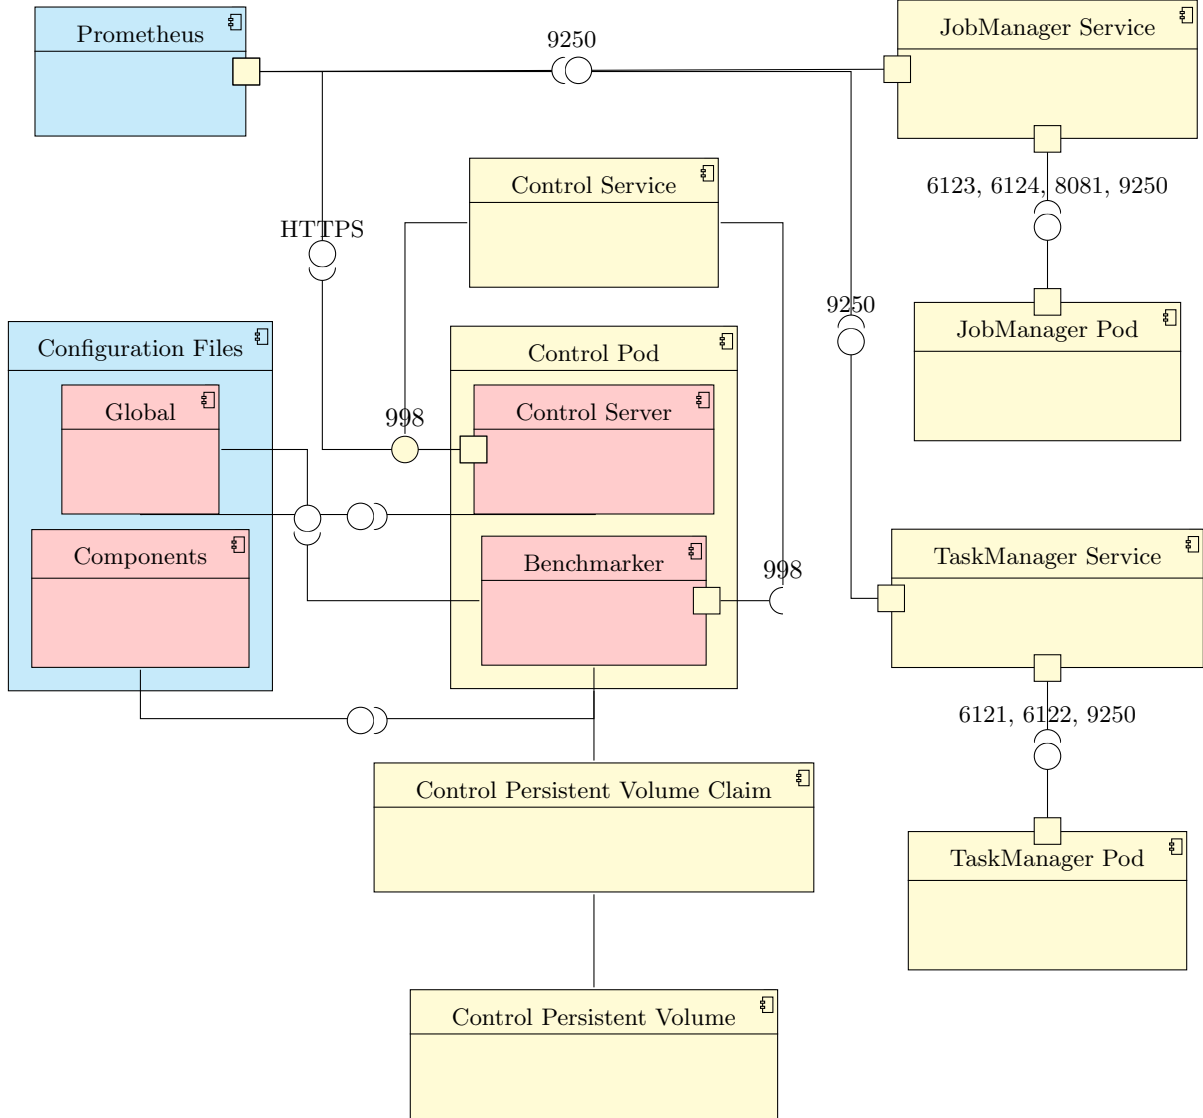 Prometheus
9250
JobManager Service
6123, 6124, 8081, 9250
Control Service
HTTPS
9250
JobManager Pod
Configuration Files
Control Pod
Global
998
Control Server
Components
Benchmarker
998
TaskManager Service
6121, 6122, 9250
Control Persistent Volume Claim
TaskManager Pod
Control Persistent Volume